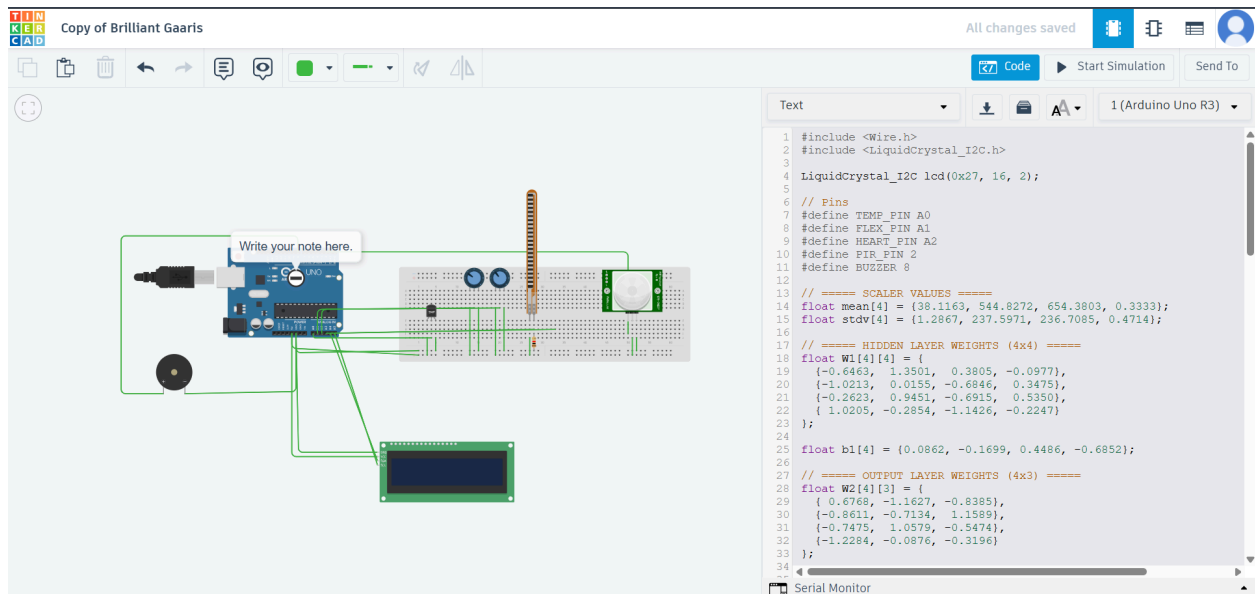 TIN
KER
CAD
Copy of Brilliant Gaaris
All changes saved
Code
Start Simulation
Send To
Text
AA
1 (Arduino Uno R3)
Write your note here.
UNO
1 #include <Wire.h>
2 #include <LiquidCrystal_I2C.h>
3
4 LiquidCrystal_I2C lcd(0x27, 16, 2);
5
6 // Pins
7 #define TEMP_PIN A0
8 #define FLEX_PIN A1
9 #define HEART_PIN A2
10 #define PIR_PIN 2
11 #define BUZZER 8
12
13 // ===== SCALER VALUES =====
14 float mean[4] = {38.1163, 544.8272, 654.3803, 0.3333};
15 float stdv[4] = {1.2867, 237.5971, 236.7085, 0.4714};
16
17 // ===== HIDDEN LAYER WEIGHTS (4x4) =====
18 float W1[4][4] = {
19 {-0.6463, 1.3501, 0.3805, -0.0977},
20 {-1.0213, 0.0155, -0.6846, 0.3475},
21 {-0.2623, 0.9451, -0.6915, 0.5350},
22 { 1.0205, -0.2854, -1.1426, -0.2247}
23 };
24
25 float b1[4] = {0.0862, -0.1699, 0.4486, -0.6852};
26
27 // ===== OUTPUT LAYER WEIGHTS (4x3) =====
28 float W2[4][3] = {
29 { 0.6768, -1.1627, -0.8385},
30 {-0.8611, -0.7134, 1.1589},
31 {-0.7475, 1.0579, -0.5474},
32 {-1.2284, -0.0876, -0.3196}
33 };
34
Serial Monitor